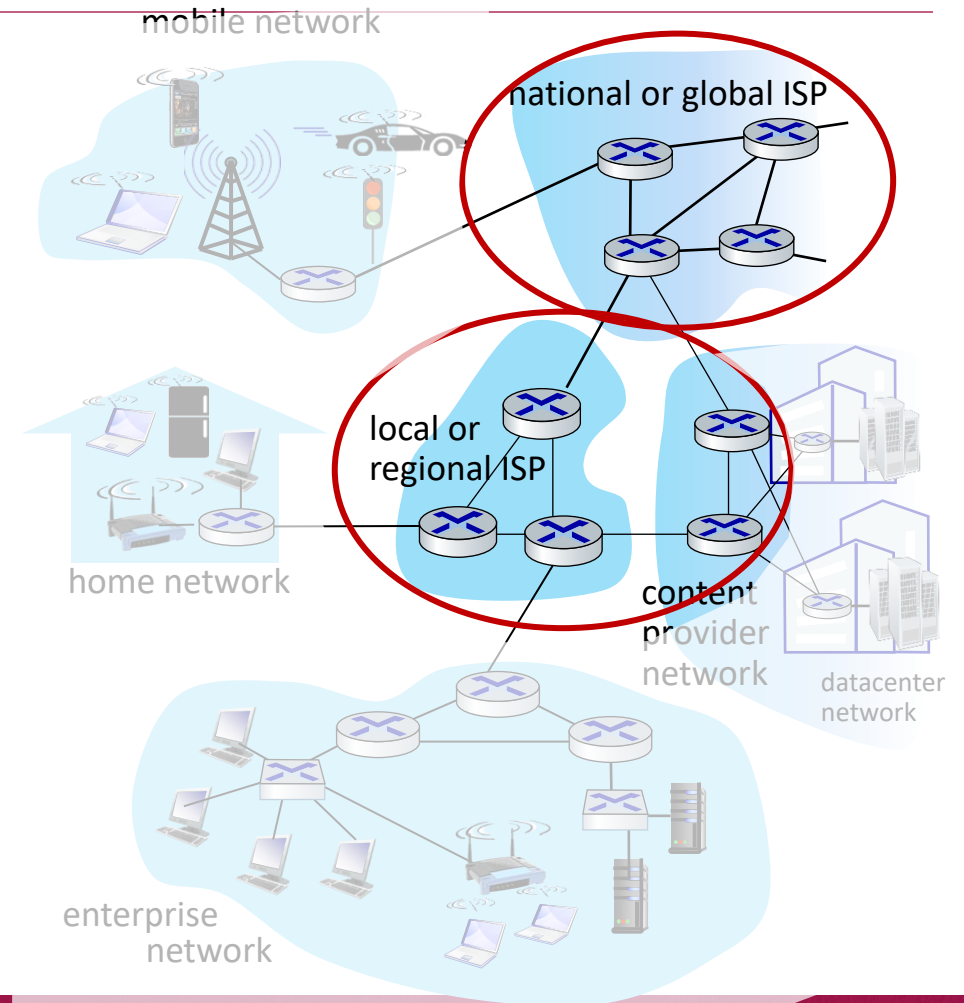 mobile network
national or global ISP
local or
regional ISP
home network
content
provider
network
datacenter
network
enterprise
network